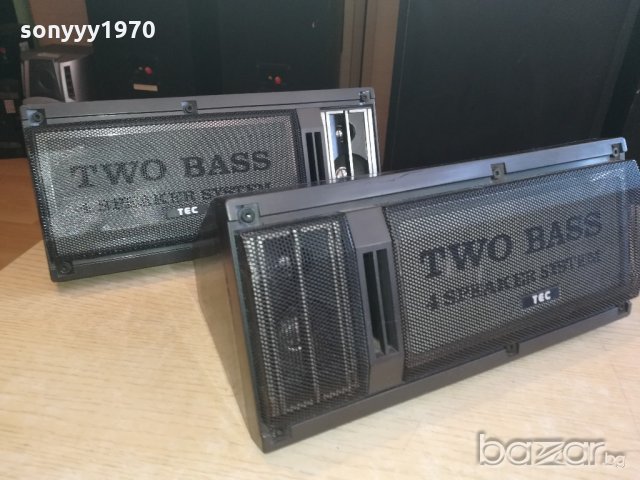 sonyyy1970
TWO BASS
4 SPEAKER SYSTEM
TEC
TWO BASS
4 SPEAKER SYSTEM
TEC
bazar.bg